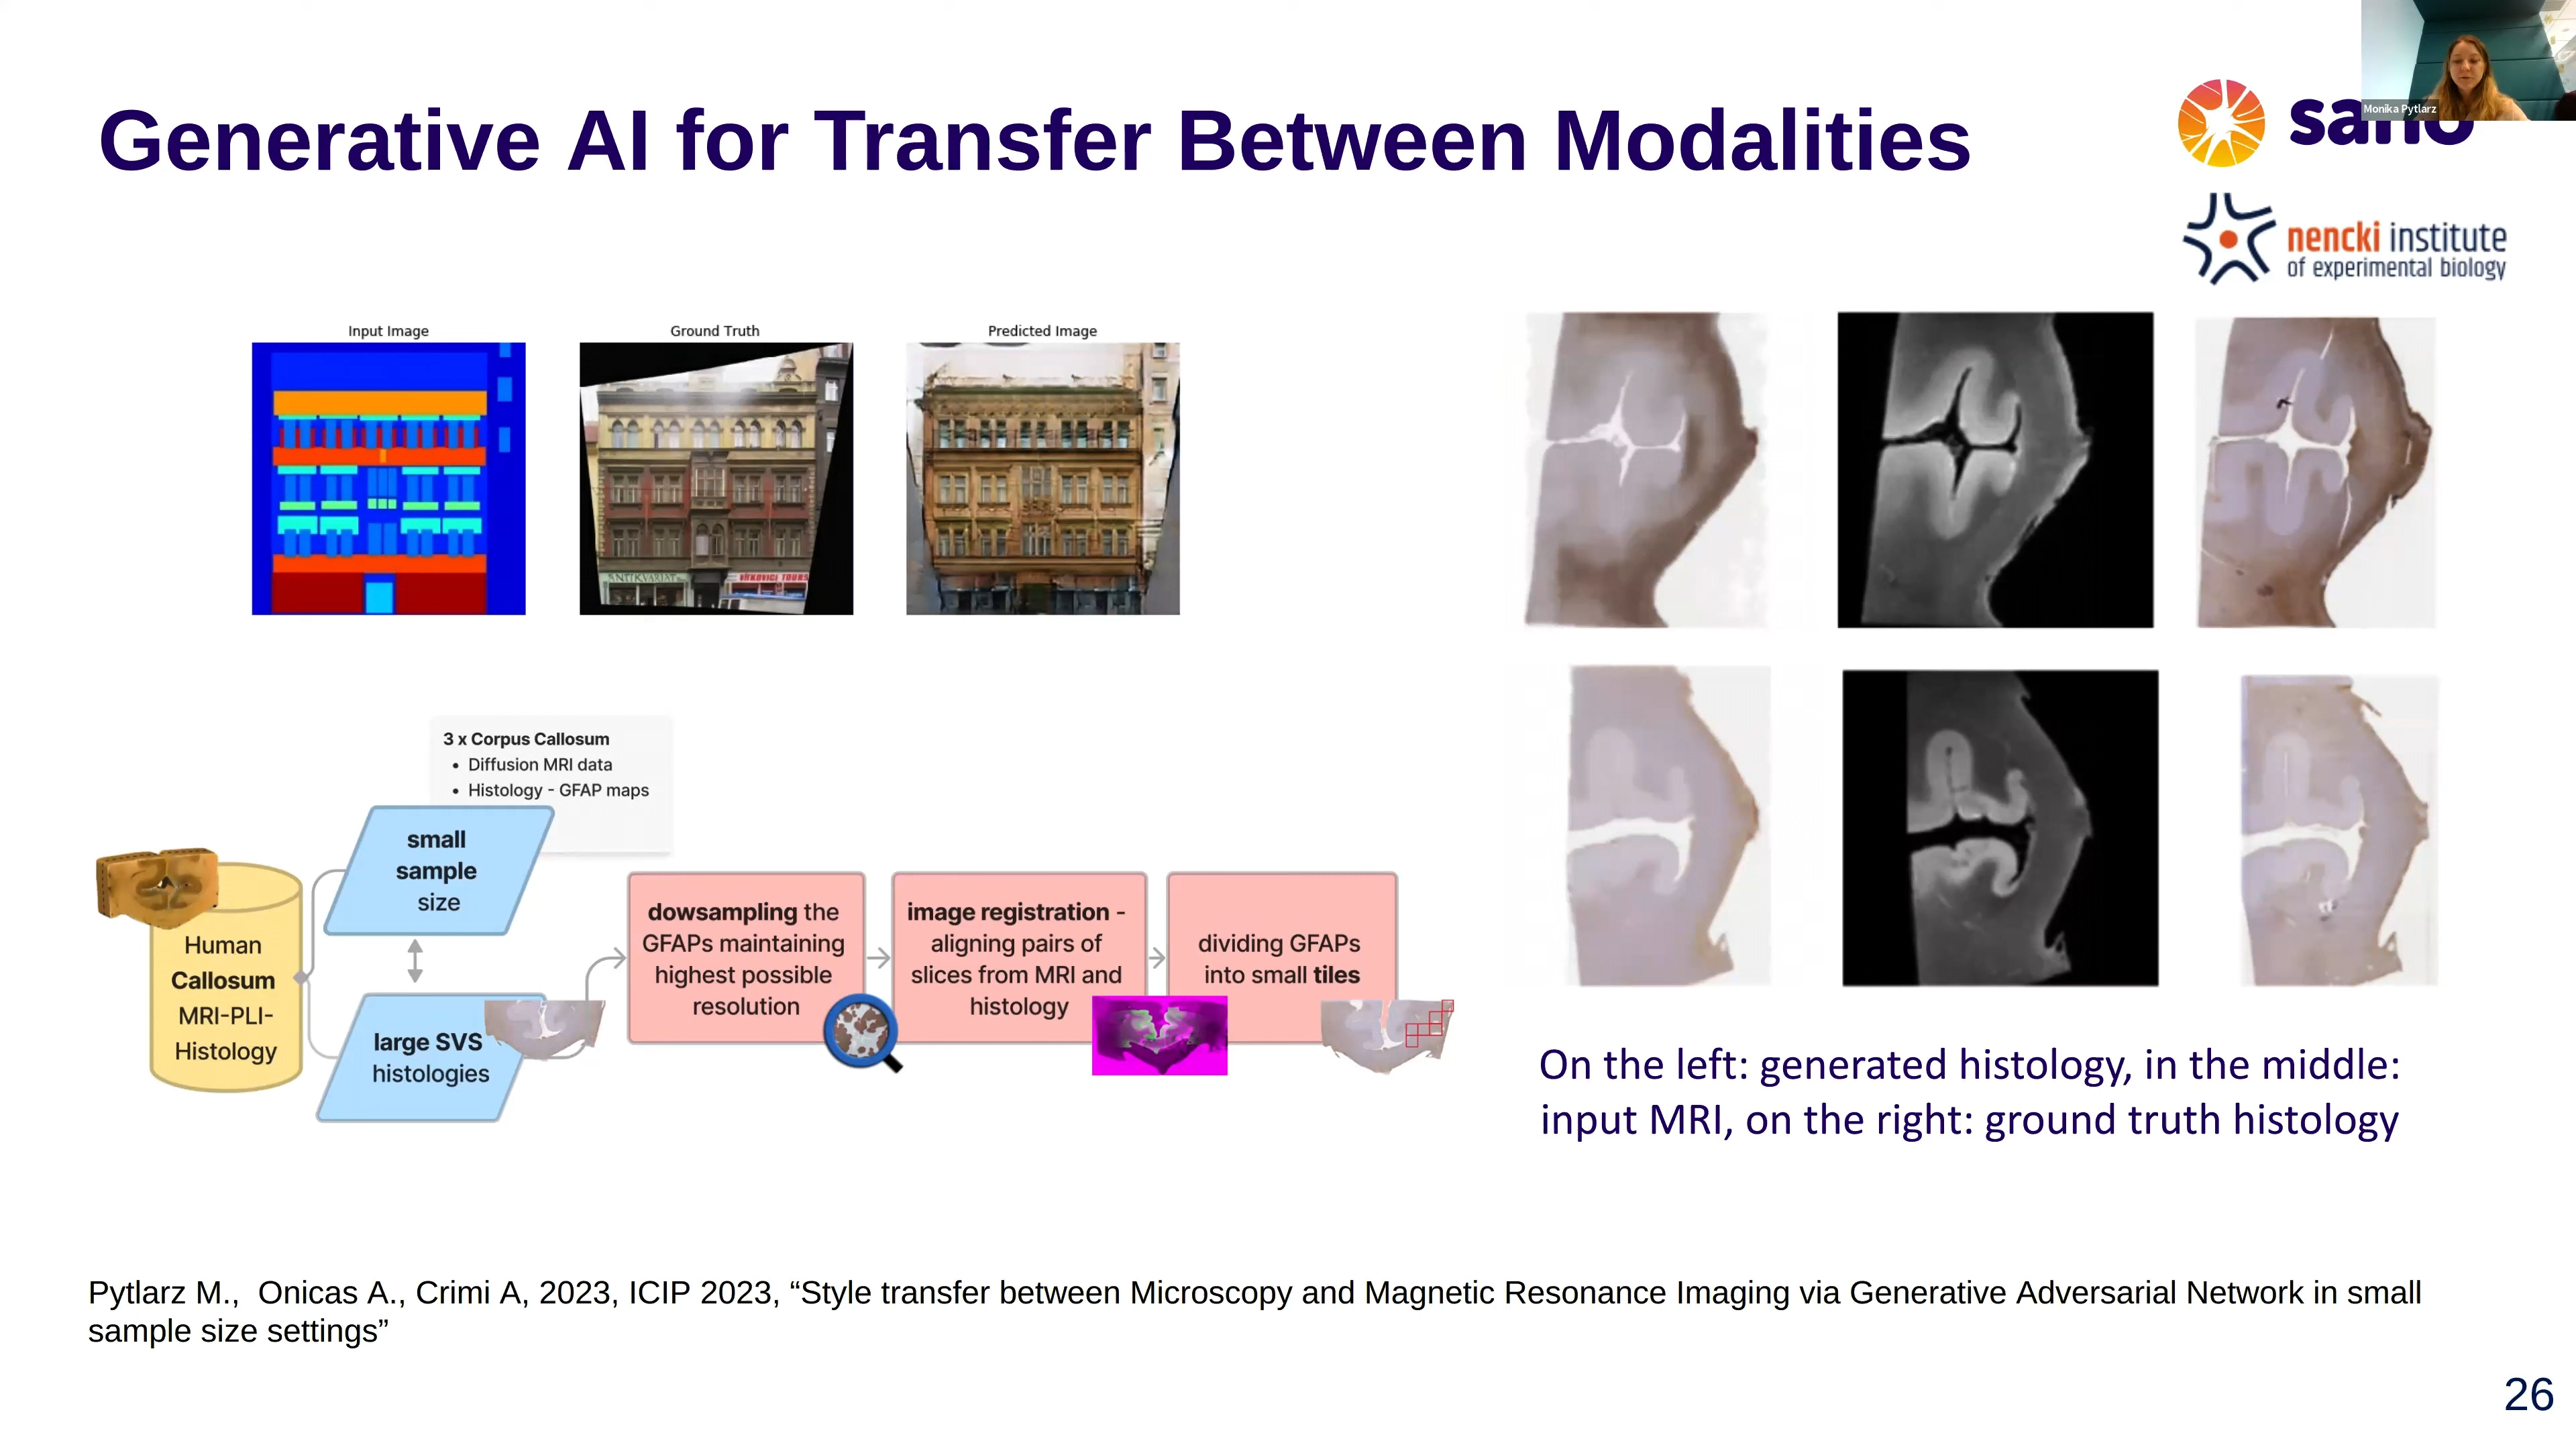 Generative AI for Transfer Between Modalities
Monika Pytlarz
sano
nencki institute
of experimental biology
Input Image
Ground Truth
Predicted Image
ANTIKVARIAT
3 x Corpus Callosum
• Diffusion MRI data
• Histology - GFAP maps
small
sample
size
Human
Callosum
MRI-PLI-
Histology
large SVS
histologies
dowsampling the
GFAPs maintaining
highest possible
resolution
image registration -
aligning pairs of
slices from MRI and
histology
dividing GFAPs
into small tiles
On the left: generated histology, in the middle:
input MRI, on the right: ground truth histology
Pytlarz M.,  Onicas A., Crimi A, 2023, ICIP 2023, “Style transfer between Microscopy and Magnetic Resonance Imaging via Generative Adversarial Network in small
sample size settings”
26